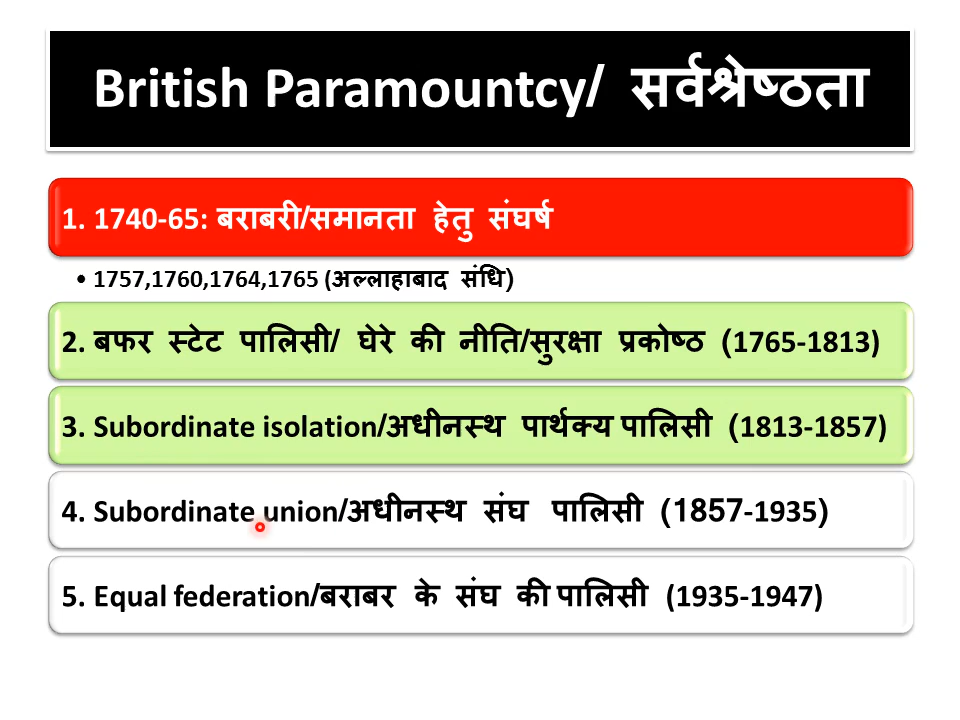 British Paramountcy/ सर्वश्रेष्ठता
1. 1740-65: बराबरी/समानता हेतु संघर्ष
• 1757,1760,1764,1765 (अल्लाहाबाद संधि)
2. बफर स्टेट पालिसी/ घेरे की नीति/सुरक्षा प्रकोष्ठ (1765-1813)
3. Subordinate isolation/अधीनस्थ पार्थक्य पालिसी (1813-1857)
4. Subordinate union/अधीनस्थ संघ पालिसी (1857-1935)
5. Equal federation/बराबर के संघ की पालिसी (1935-1947)